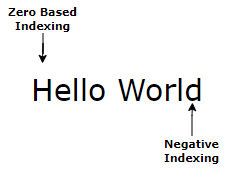 Zero Based
Indexing
Hello World
Negative
Indexing